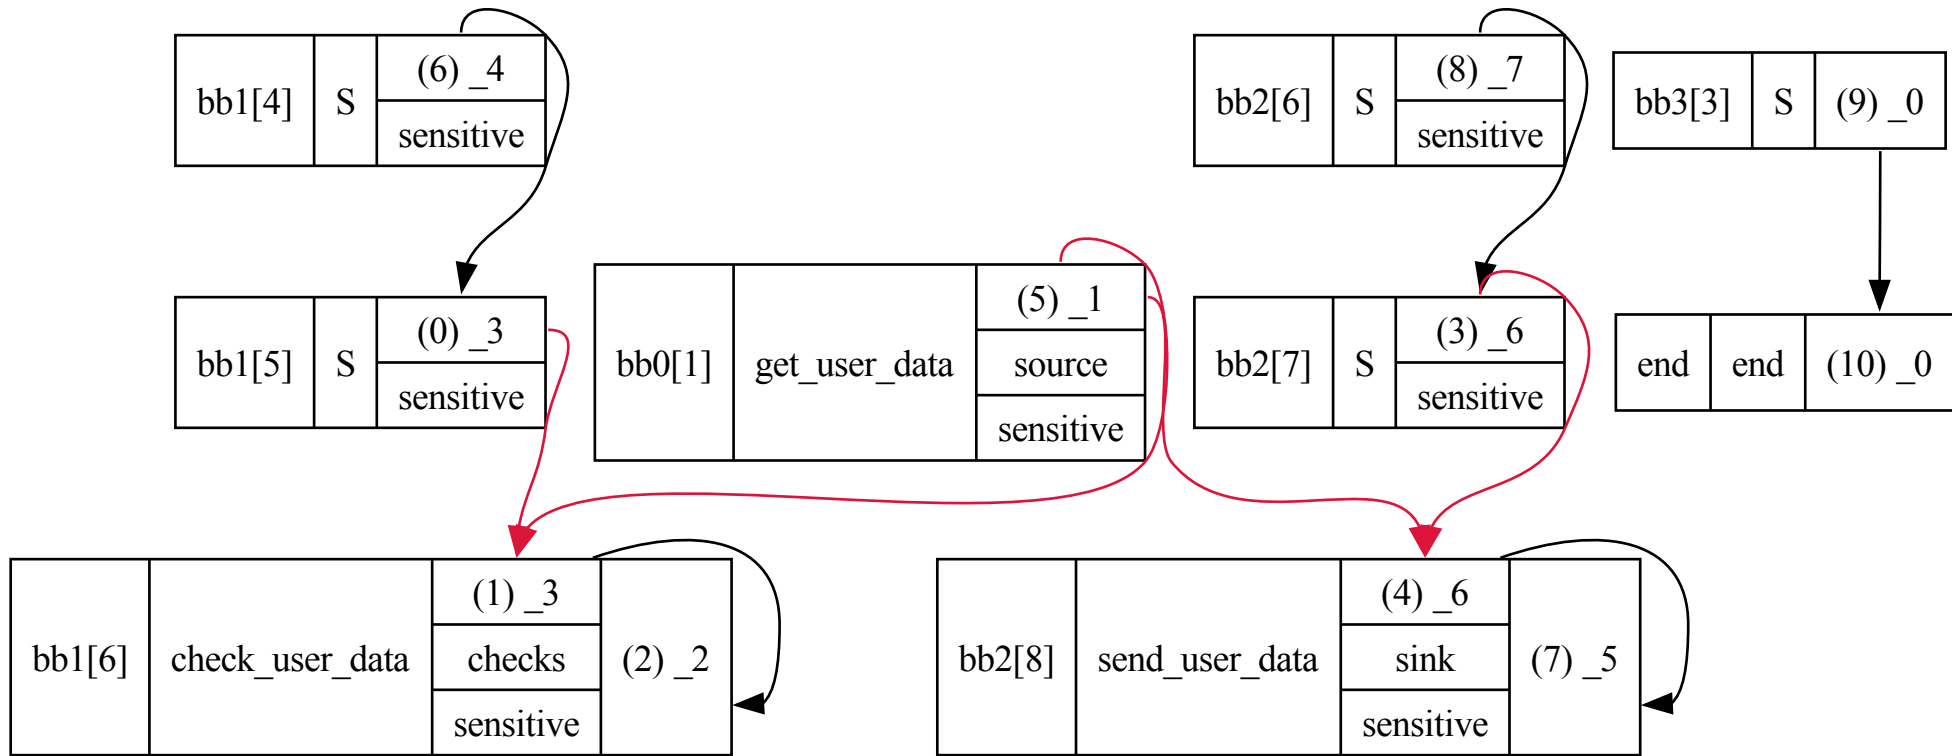 bb1[4] S (6) _4
sensitive
bb2[6] S (8) _7
sensitive
bb3[3] S (9) _0
bb1[5] S (0) _3
sensitive
bb0[1] get_user_data (5) _1
source
sensitive
bb2[7] S (3) _6
sensitive
end end (10) _0
bb1[6] check_user_data (1) _3
checks
sensitive
(2) _2
bb2[8] send_user_data (4) _6
sink
sensitive
(7) _5